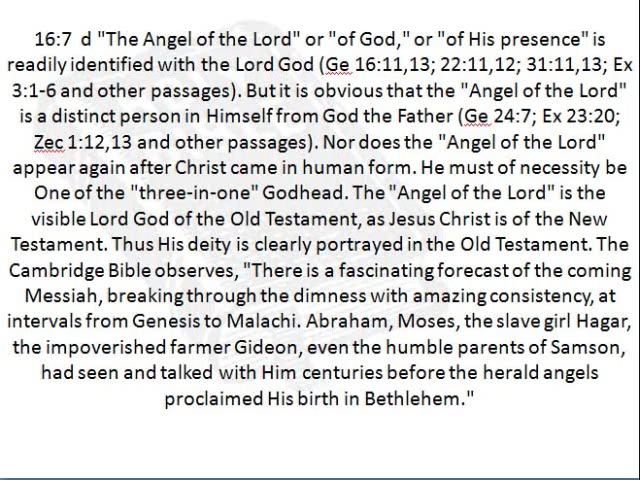 16:7  d "The Angel of the Lord" or "of God," or "of His presence" is
readily identified with the Lord God (Ge 16:11,13; 22:11,12; 31:11,13; Ex
3:1-6 and other passages). But it is obvious that the "Angel of the Lord"
is a distinct person in Himself from God the Father (Ge 24:7; Ex 23:20;
Zec 1:12,13 and other passages). Nor does the "Angel of the Lord"
appear again after Christ came in human form. He must of necessity be
One of the "three-in-one" Godhead. The "Angel of the Lord" is the
visible Lord God of the Old Testament, as Jesus Christ is of the New
Testament. Thus His deity is clearly portrayed in the Old Testament. The
Cambridge Bible observes, "There is a fascinating forecast of the coming
Messiah, breaking through the dimness with amazing consistency, at
intervals from Genesis to Malachi. Abraham, Moses, the slave girl Hagar,
the impoverished farmer Gideon, even the humble parents of Samson,
had seen and talked with Him centuries before the herald angels
proclaimed His birth in Bethlehem."